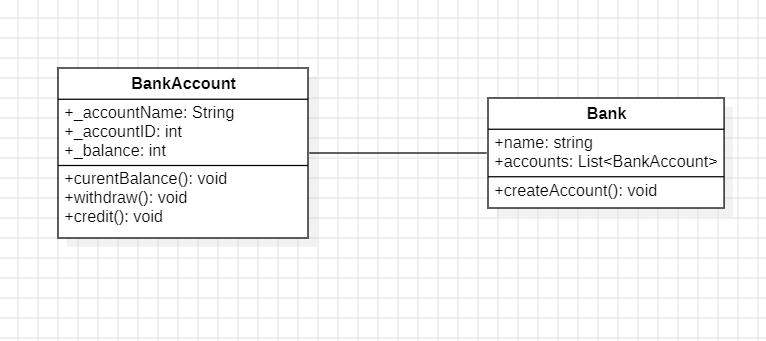 BankAccount
+_accountName: String
+_accountID: int
+_balance: int
+curentBalance(): void
+withdraw(): void
+credit(): void
Bank
+name: string
+accounts: List<BankAccount>
+createAccount(): void